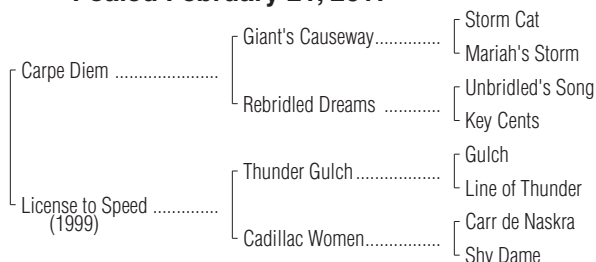 Foaled February 21, 2017
Storm Cat
Giant's Causeway..............
Mariah's Storm
Carpe Diem ......................
Unbridled's Song
Rebridled Dreams ............
Key Cents
Gulch
Thunder Gulch..................
Line of Thunder
License to Speed ..............
(1999)
Carr de Naskra
Cadillac Women................
Shy Dame